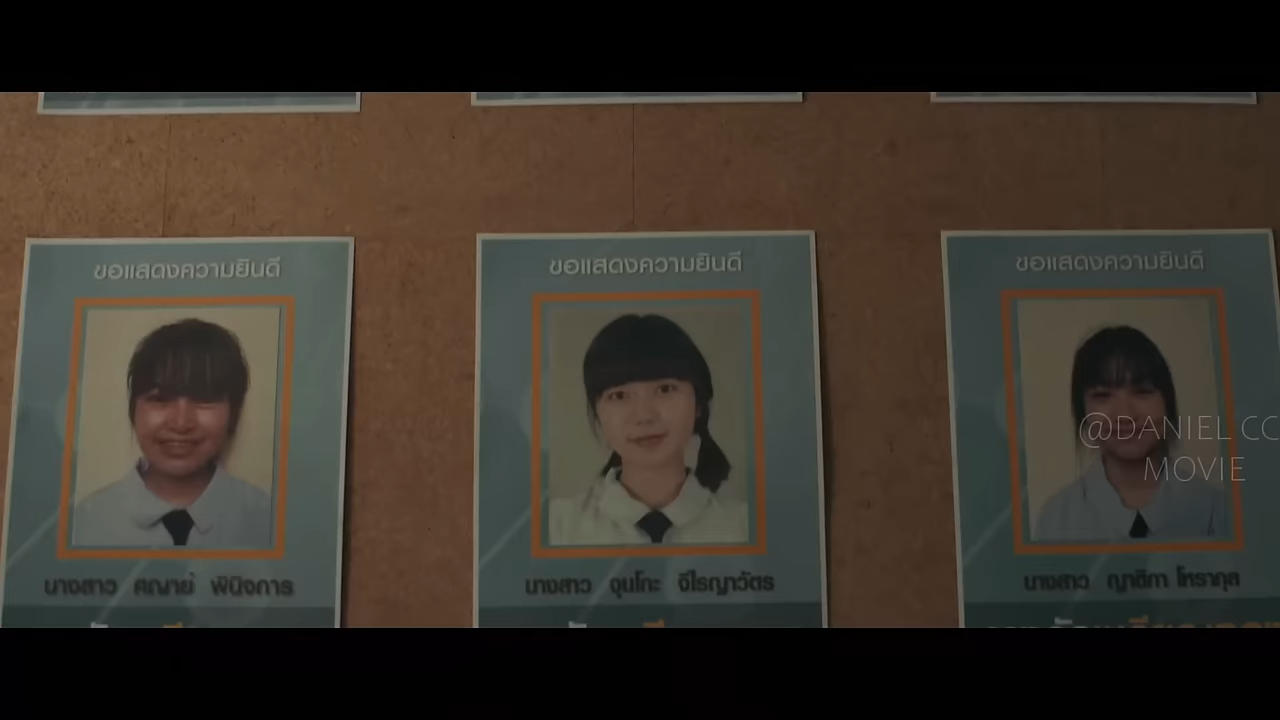 ขอแสดงความยินดี
นางสาว ศณาย์ พินิจการ
ขอแสดงความยินดี
นางสาว จุนโกะ จิไรญาวัตร
ขอแสดงความยินดี
นางสาว ญาธิกา โหรากุล
@DANIEL CC
MOVIE